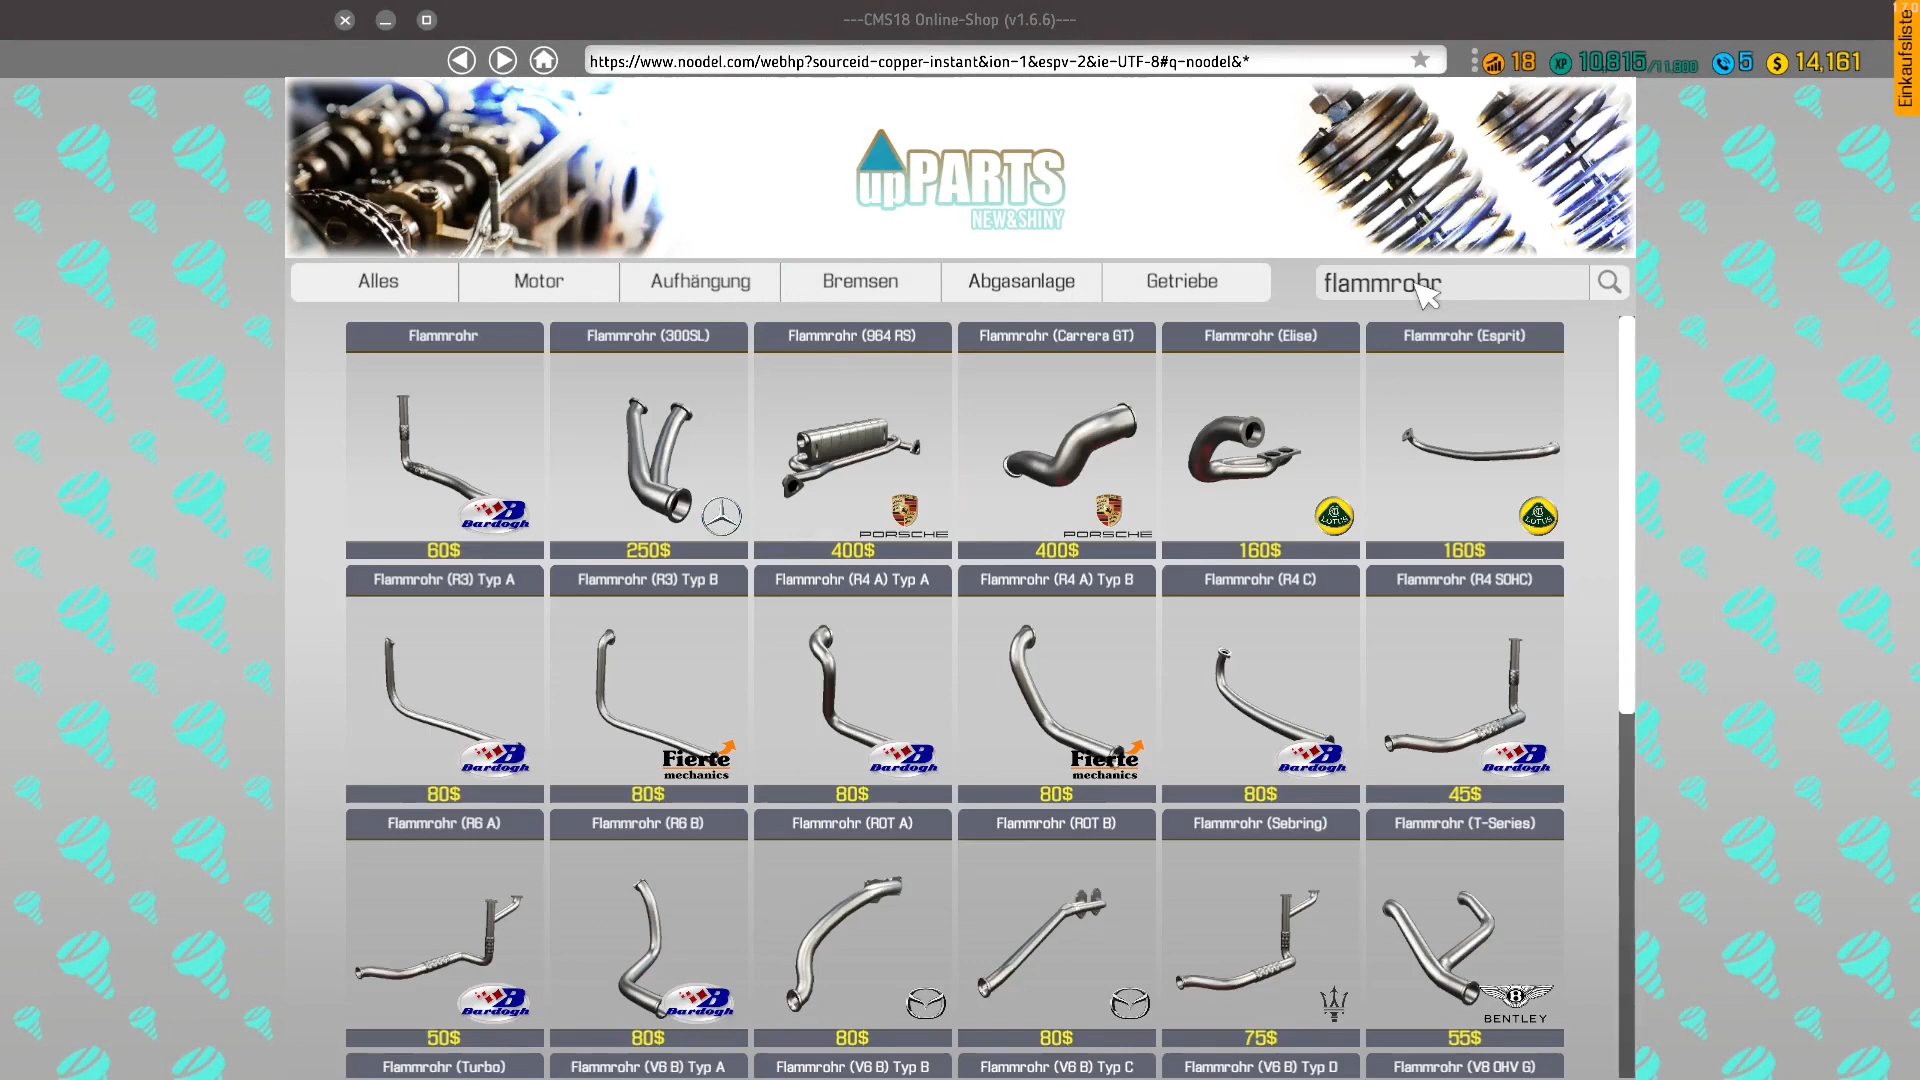 ---CMS18 Online-Shop (v1.6.6)---
https://www.noodel.com/webhp?sourceid-copper-instant&ion-1&espv-2&ie-UTF-8#q-noodel&*
18
XP 10,815/11,800
5
$ 14,161
Einkaufsliste
upPARTS
NEW&SHINY
Alles Motor Aufhängung Bremsen Abgasanlage Getriebe flammrohr
Flammrohr Flammrohr (300SL) Flammrohr (964 RS) Flammrohr (Carrera GT) Flammrohr (Elise) Flammrohr (Esprit)
Bardogh PORSCHE PORSCHE LOTUS LOTUS
60$ 250$ 400$ 400$ 160$ 160$
Flammrohr (R3) Typ A Flammrohr (R3) Typ B Flammrohr (R4 A) Typ A Flammrohr (R4 A) Typ B Flammrohr (R4 C) Flammrohr (R4 SOHC)
Bardogh Fierte mechanics Bardogh Fierte mechanics Bardogh Bardogh
80$ 80$ 80$ 80$ 80$ 45$
Flammrohr (R6 A) Flammrohr (R6 B) Flammrohr (ROT A) Flammrohr (ROT B) Flammrohr (Sebring) Flammrohr (T-Series)
Bardogh Bardogh BENTLEY
50$ 80$ 80$ 80$ 75$ 55$
Flammrohr (Turbo) Flammrohr (V6 B) Typ A Flammrohr (V6 B) Typ B Flammrohr (V6 B) Typ C Flammrohr (V6 B) Typ D Flammrohr (V8 OHV G)